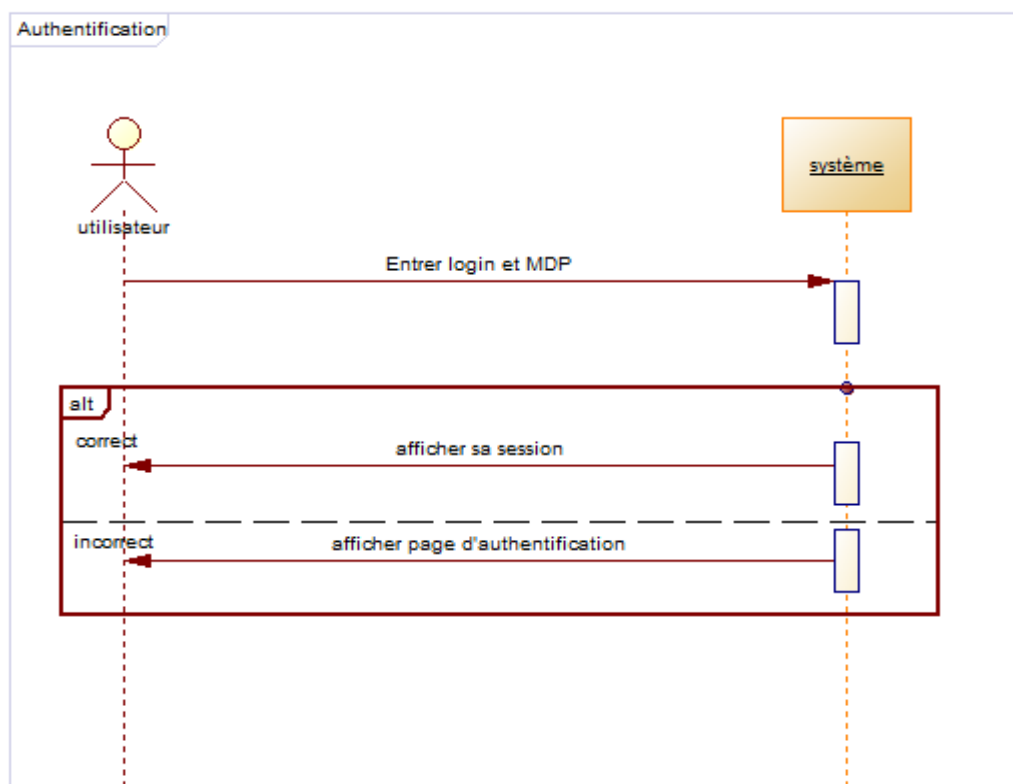 Authentification
système
utilisateur
Entrer login et MDP
alt
correct
afficher sa session
incorrect
afficher page d'authentification